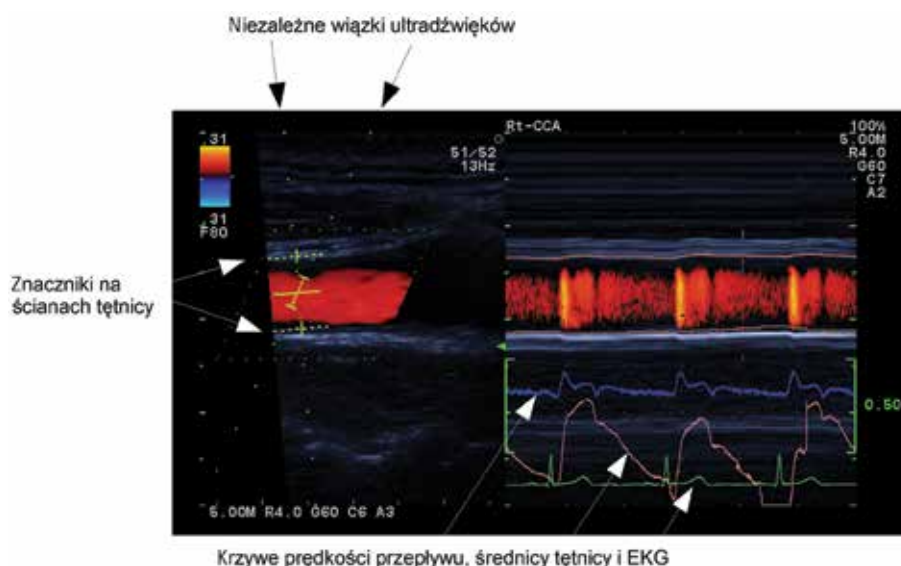 Niezależne wiązki ultradźwięków
Rt-CCA
100%
5.00M
R4.0
G60
C7
A2
.31
51/52
13Hz
.31
F80
Znaczniki na
ścianach tętnicy
0.50
5.00M R4.0 G60 C6 A3
Krzywe prędkości przepływu, średnicy tętnicy i EKG